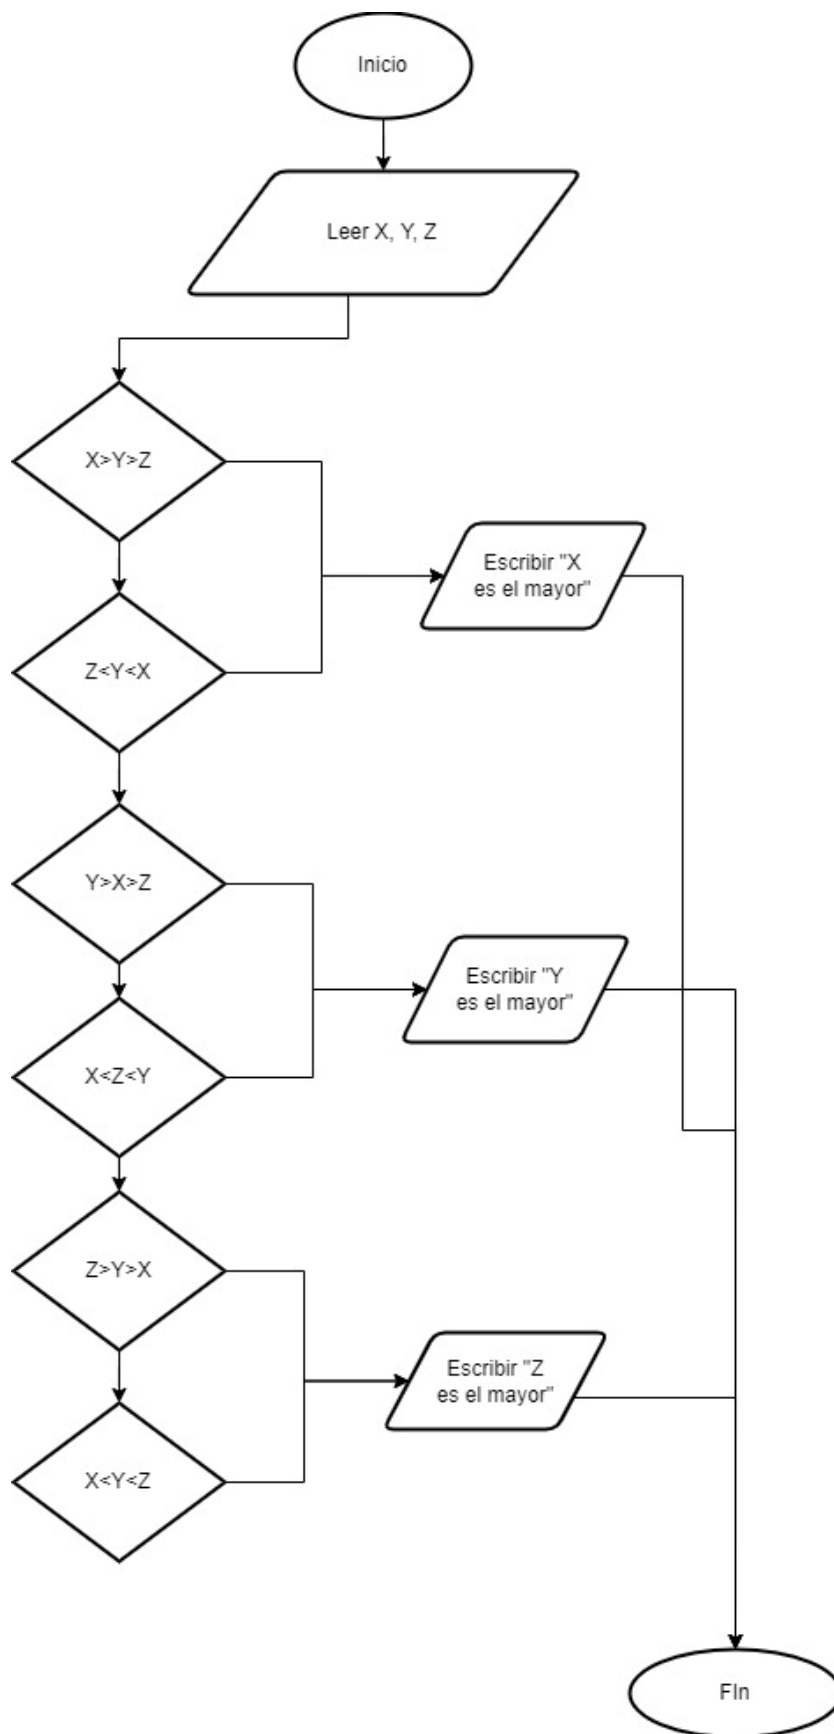 Inicio
Leer X, Y, Z
X>Y>Z
Escribir "X
es el mayor"
Z<Y<X
Y>X>Z
Escribir "Y
es el mayor"
X<Z<Y
Z>Y>X
Escribir "Z
es el mayor"
X<Y<Z
FIn